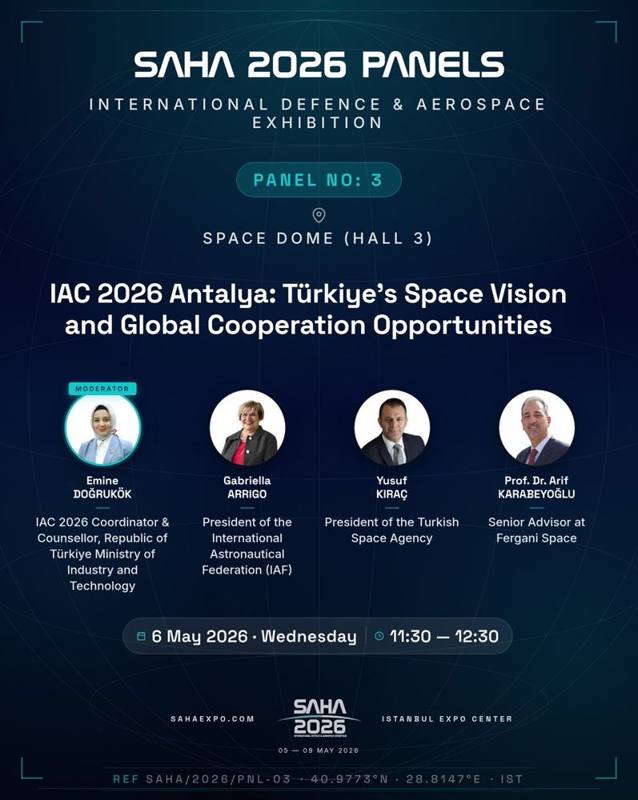 SAHA 2026 PANELS
INTERNATIONAL DEFENCE & AEROSPACE
EXHIBITION
PANEL NO: 3
SPACE DOME (HALL 3)
IAC 2026 Antalya: Türkiye's Space Vision
and Global Cooperation Opportunities
MODERATOR
Emine
DOĞRUKÖK
IAC 2026 Coordinator &
Counsellor, Republic of
Türkiye Ministry of
Industry and
Technology
Gabriella
ARRIGO
President of the
International
Astronautical
Federation (IAF)
Yusuf
KIRAÇ
President of the Turkish
Space Agency
Prof. Dr. Arif
KARABEYOĞLU
Senior Advisor at
Fergani Space
6 May 2026 · Wednesday 11:30 — 12:30
SAHAEXPO.COM
SAHA
2026
INTERNATIONAL DEFENCE & AEROSPACE EXHIBITION
ISTANBUL EXPO CENTER
05 — 09 MAY 2026
REF SAHA/2026/PNL-03 · 40.9773°N · 28.8147°E · IST